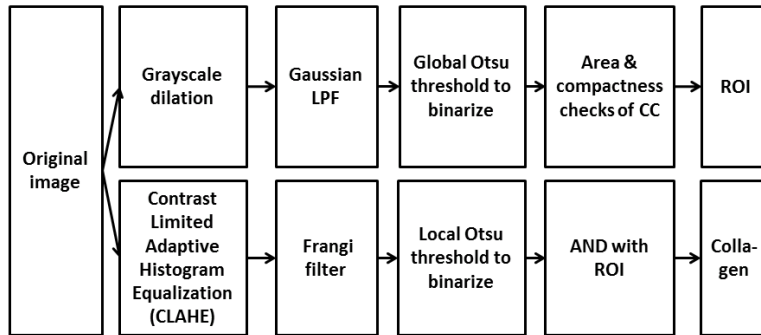 Original
image
Grayscale
dilation
Gaussian
LPF
Global Otsu
threshold to
binarize
Area &
compactness
checks of CC
ROI
Contrast
Limited
Adaptive
Histogram
Equalization
(CLAHE)
Frangi
filter
Local Otsu
threshold to
binarize
AND with
ROI
Colla-
gen